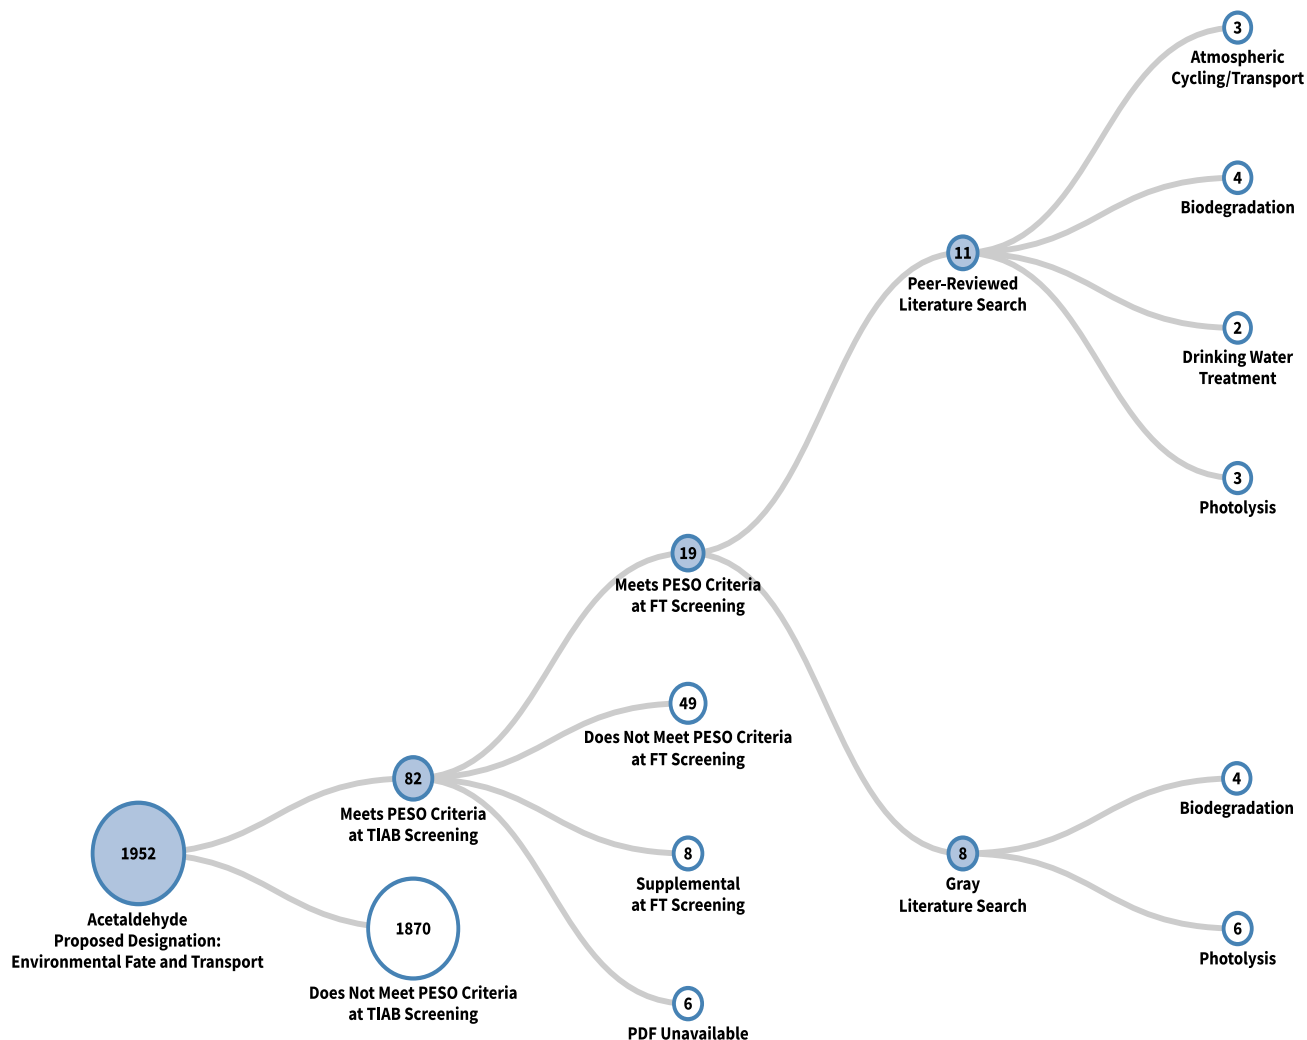 3
Atmospheric
Cycling/Transport
4
Biodegradation
11
Peer-Reviewed
Literature Search
2
Drinking Water
Treatment
3
Photolysis
19
Meets PESO Criteria
at FT Screening
49
Does Not Meet PESO Criteria
at FT Screening
82
Meets PESO Criteria
at TIAB Screening
4
Biodegradation
1952
Acetaldehyde
Proposed Designation:
Environmental Fate and Transport
8
Supplemental
at FT Screening
8
Gray
Literature Search
1870
Does Not Meet PESO Criteria
at TIAB Screening
6
Photolysis
6
PDF Unavailable